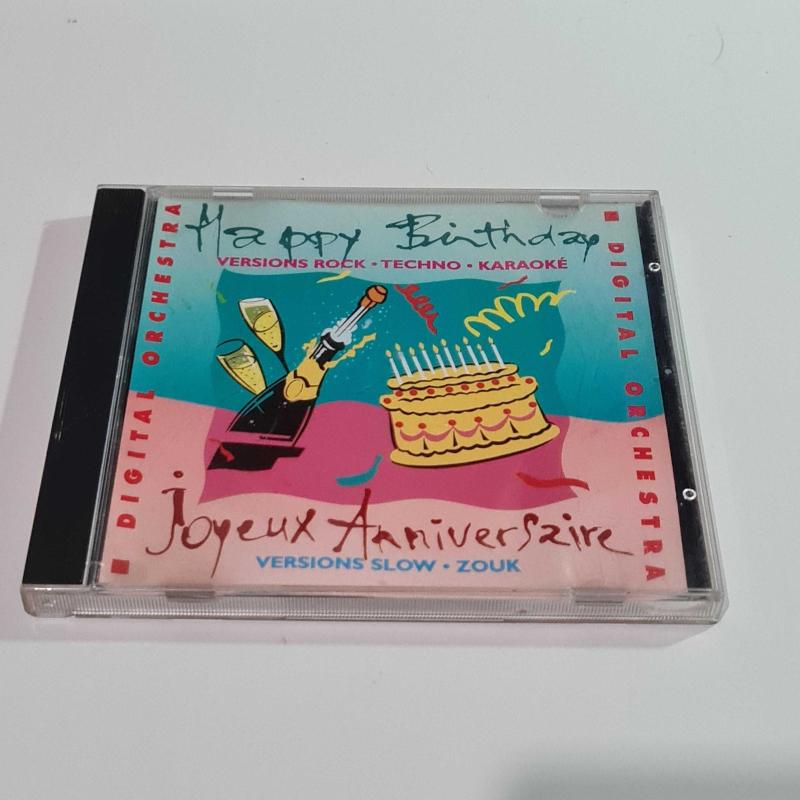 Happy Birthday
VERSIONS ROCK • TECHNO • KARAOKÉ
DIGITAL ORCHESTRA
DIGITAL ORCHESTRA
Joyeux Anniversaire
VERSIONS SLOW • ZOUK